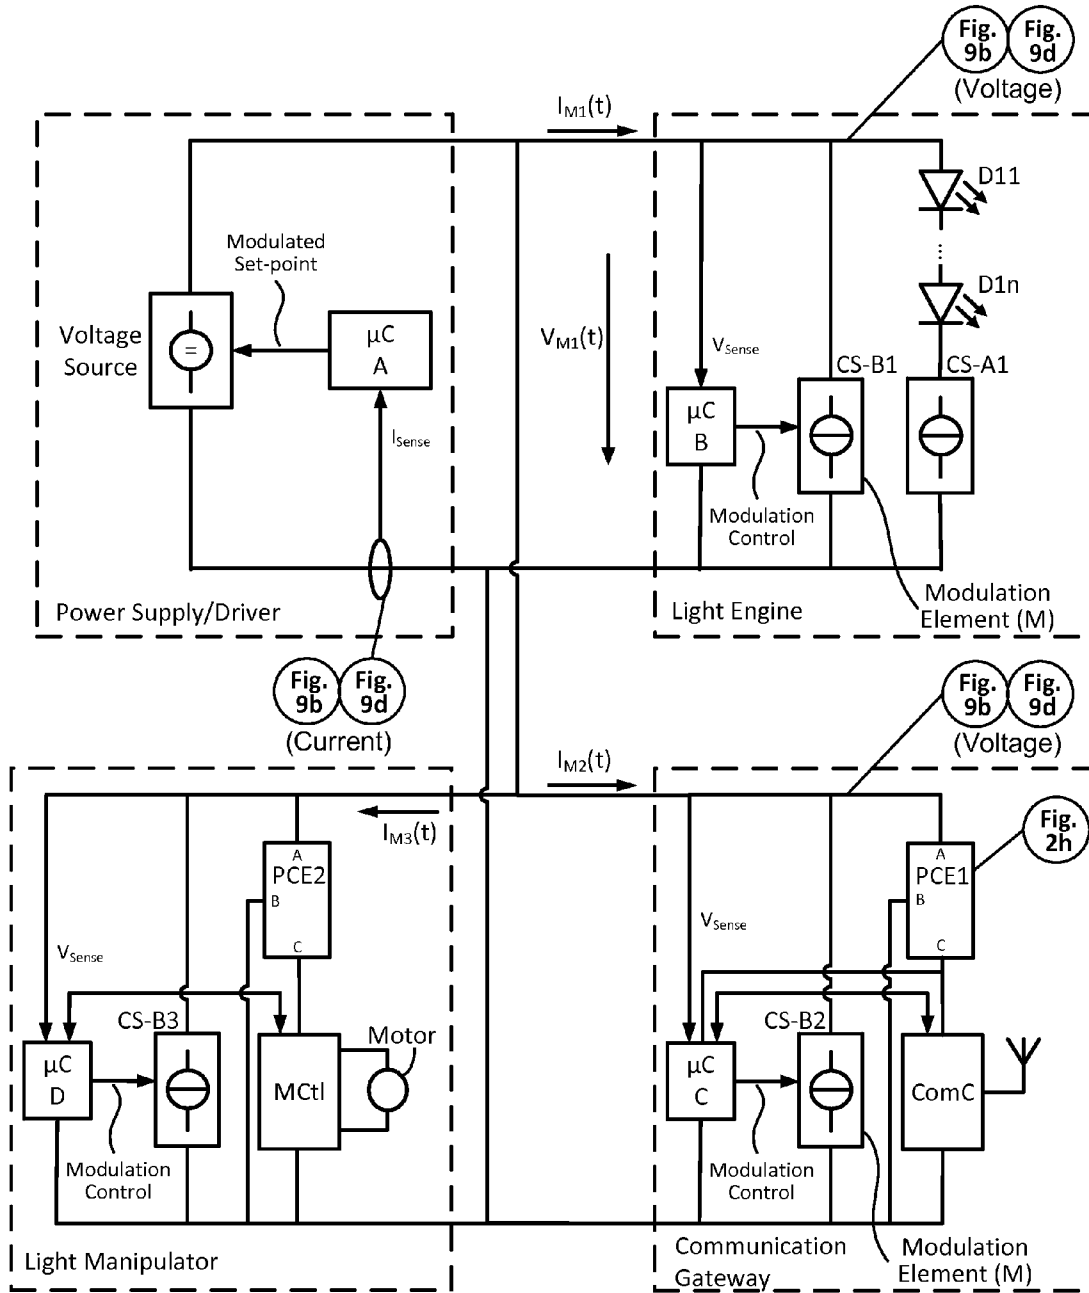 Fig.
9b
Fig.
9d
(Voltage)
I_M1(t)
D11
Modulated
Set-point
D1n
Voltage
Source
=
μC
A
V_M1(t)
V_Sense
CS-B1
CS-A1
μC
B
I_Sense
Modulation
Control
Power Supply/Driver
Light Engine
Modulation
Element (M)
Fig.
9b
Fig.
9d
(Current)
Fig.
9b
Fig.
9d
(Voltage)
I_M2(t)
I_M3(t)
Fig.
2h
A
PCE2
B
C
A
PCE1
B
C
V_Sense
V_Sense
CS-B3
μC
D
MCtl
Motor
Modulation
Control
CS-B2
μC
C
ComC
Modulation
Control
Light Manipulator
Communication
Gateway
Modulation
Element (M)